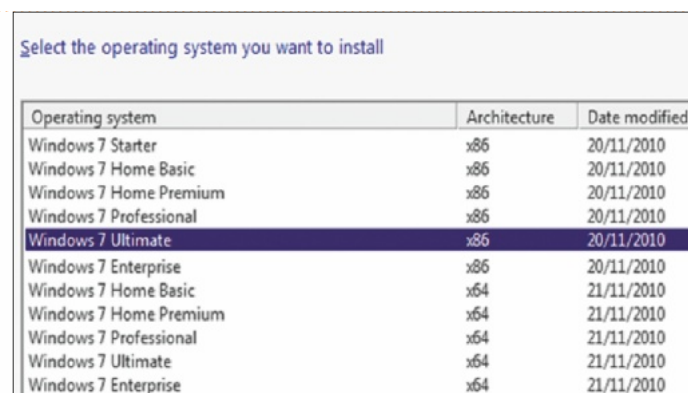 Select the operating system you want to install
Operating system Architecture Date modified
Windows 7 Starter x86 20/11/2010
Windows 7 Home Basic x86 20/11/2010
Windows 7 Home Premium x86 20/11/2010
Windows 7 Professional x86 20/11/2010
Windows 7 Ultimate x86 20/11/2010
Windows 7 Enterprise x86 20/11/2010
Windows 7 Home Basic x64 21/11/2010
Windows 7 Home Premium x64 21/11/2010
Windows 7 Professional x64 21/11/2010
Windows 7 Ultimate x64 21/11/2010
Windows 7 Enterprise x64 21/11/2010